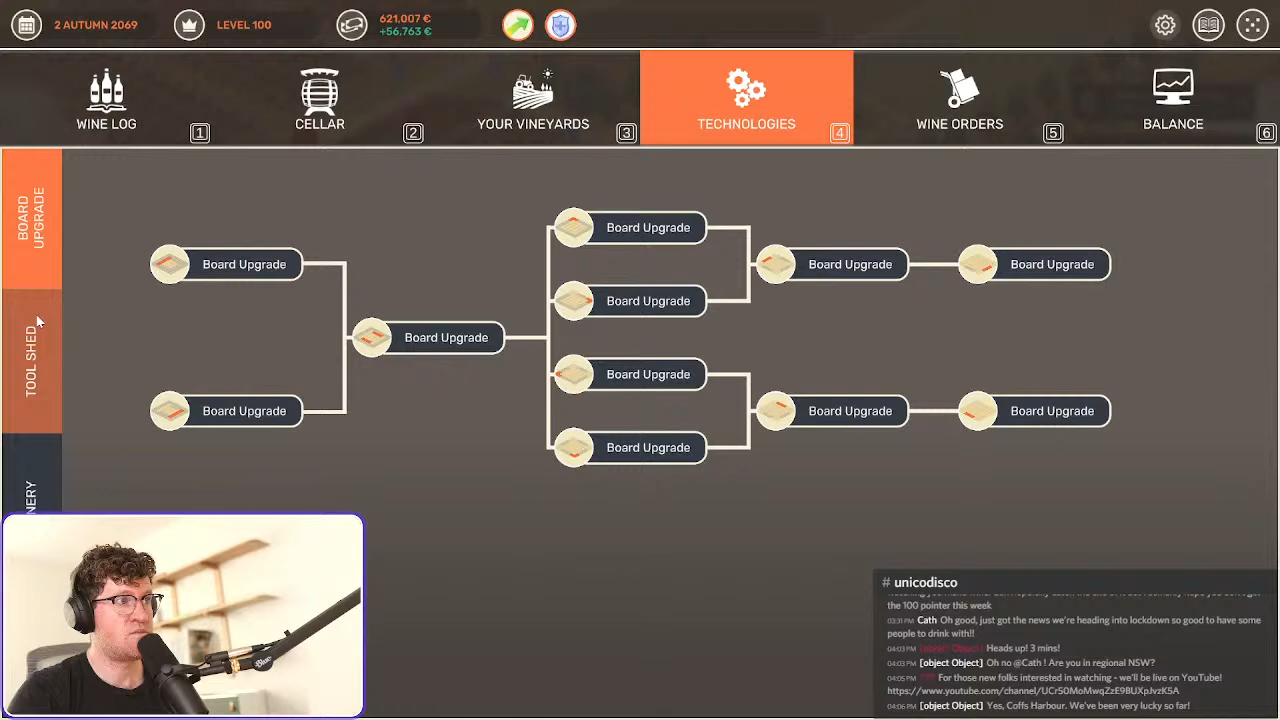 2 AUTUMN 2069
LEVEL 100
621,007 €
+56,763 €
WINE LOG
1
CELLAR
2
YOUR VINEYARDS
3
TECHNOLOGIES
4
WINE ORDERS
5
BALANCE
6
BOARD
UPGRADE
TOOL SHED
NERY
Board Upgrade
Board Upgrade
Board Upgrade
Board Upgrade
Board Upgrade
Board Upgrade
Board Upgrade
Board Upgrade
Board Upgrade
Board Upgrade
Board Upgrade
# unicodisco
the 100 pointer this week
03:31 PM Cath Oh good, just got the news we're heading into lockdown so good to have some
people to drink with!!
04:03 PM [object Object] Heads up! 3 mins!
04:03 PM [object Object] Oh no @Cath ! Are you in regional NSW?
04:05 PM ??? For those new folks interested in watching - we'll be live on YouTube!
https://www.youtube.com/channel/UCr50MoMwqZzE9BUXpJvzK5A
04:06 PM [object Object] Yes, Coffs Harbour. We've been very lucky so far!